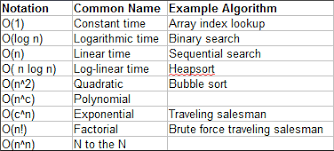 Notation Common Name Example Algorithm
O(1) Constant time Array index lookup
O(log n) Logarithmic time Binary search
O(n) Linear time Sequential search
O( n log n) Log-linear time Heapsort
O(n^2) Quadratic Bubble sort
O(n^c) Polynomial
O(c^n) Exponential Traveling salesman
O(n!) Factorial Brute force traveling salesman
O(n^n) N to the N